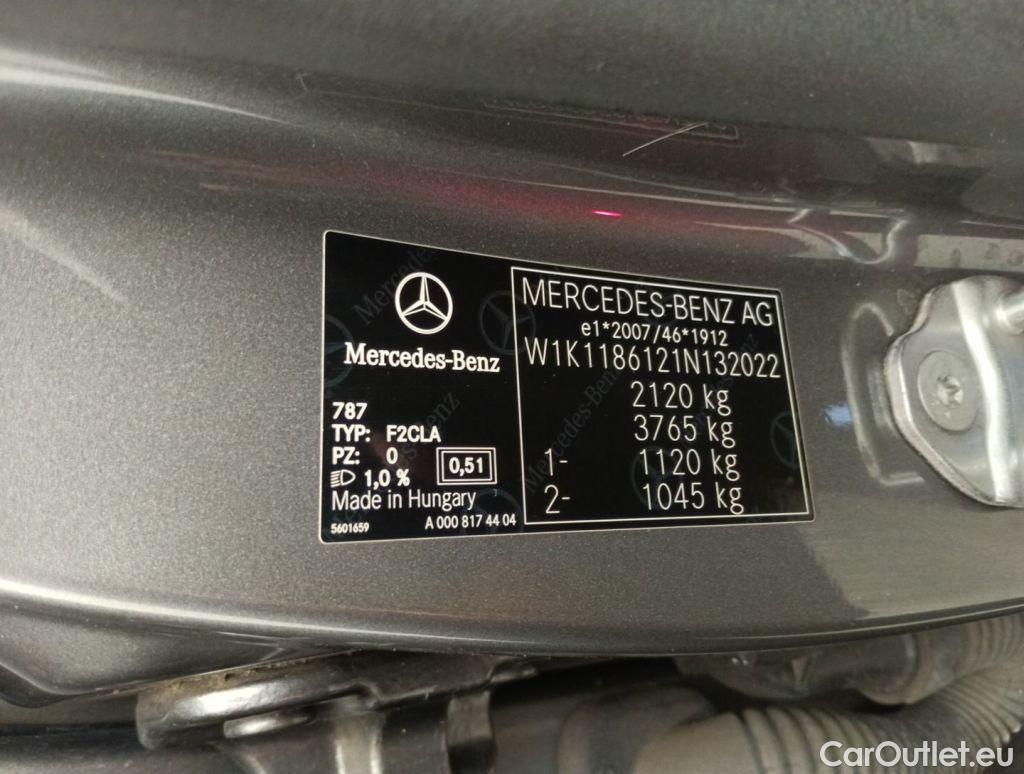 Mercedes-Benz
787
TYP: F2CLA
PZ: 0
1,0 %
0,51
Made in Hungary
5601659
A 000 817 44 04
MERCEDES-BENZ AG
e1*2007/46*1912
W1K1186121N132022
2120 kg
3765 kg
1- 1120 kg
2- 1045 kg
CarOutlet.eu